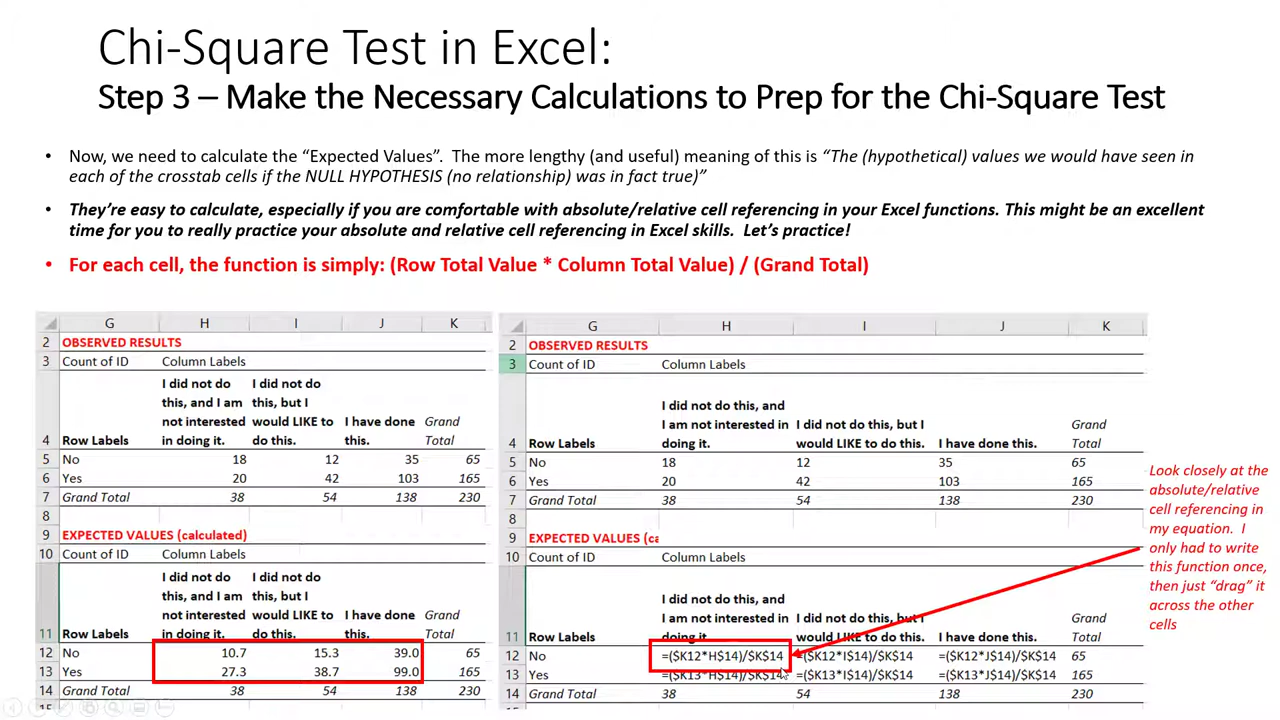 Chi-Square Test in Excel:
Step 3 – Make the Necessary Calculations to Prep for the Chi-Square Test
• Now, we need to calculate the “Expected Values”. The more lengthy (and useful) meaning of this is “The (hypothetical) values we would have seen in
each of the crosstab cells if the NULL HYPOTHESIS (no relationship) was in fact true)”
• They’re easy to calculate, especially if you are comfortable with absolute/relative cell referencing in your Excel functions. This might be an excellent
time for you to really practice your absolute and relative cell referencing in Excel skills. Let’s practice!
• For each cell, the function is simply: (Row Total Value * Column Total Value) / (Grand Total)
G H I J K
2 OBSERVED RESULTS
3 Count of ID Column Labels
I did not do I did not do
this, and I am this, but I
not interested would LIKE to I have done Grand
4 Row Labels in doing it. do this. this. Total
5 No 18 12 35 65
6 Yes 20 42 103 165
7 Grand Total 38 54 138 230
8
9 EXPECTED VALUES (calculated)
10 Count of ID Column Labels
I did not do I did not do
this, and I am this, but I
not interested would LIKE to I have done Grand
11 Row Labels in doing it. do this. this. Total
12 No 10.7 15.3 39.0 65
13 Yes 27.3 38.7 99.0 165
14 Grand Total 38 54 138 230
G H I J K
2 OBSERVED RESULTS
3 Count of ID Column Labels
I did not do this, and
I am not interested in I did not do this, but I Grand
4 Row Labels doing it. would LIKE to do this. I have done this. Total
5 No 18 12 35 65
6 Yes 20 42 103 165
7 Grand Total 38 54 138 230
8
9 EXPECTED VALUES (ca
10 Count of ID Column Labels
I did not do this, and
I am not interested in I did not do this, but I Grand
11 Row Labels doing it. would LIKE to do this. I have done this. Total
12 No =($K12*H$14)/$K$14 =($K12*I$14)/$K$14 =($K12*J$14)/$K$14 65
13 Yes =($K13*H$14)/$K$14 =($K13*I$14)/$K$14 =($K13*J$14)/$K$14 165
14 Grand Total 38 54 138 230
Look closely at the
absolute/relative
cell referencing in
my equation. I
only had to write
this function once,
then just “drag” it
across the other
cells